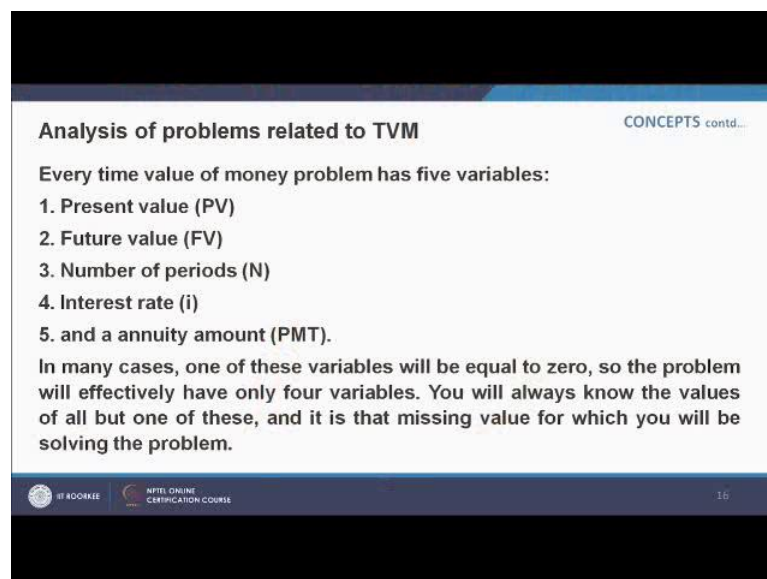 Analysis of problems related to TVM
CONCEPTS contd...
Every time value of money problem has five variables:
1. Present value (PV)
2. Future value (FV)
3. Number of periods (N)
4. Interest rate (i)
5. and a annuity amount (PMT).
In many cases, one of these variables will be equal to zero, so the problem
will effectively have only four variables. You will always know the values
of all but one of these, and it is that missing value for which you will be
solving the problem.
IIT ROORKEE
NPTEL ONLINE
CERTIFICATION COURSE
16